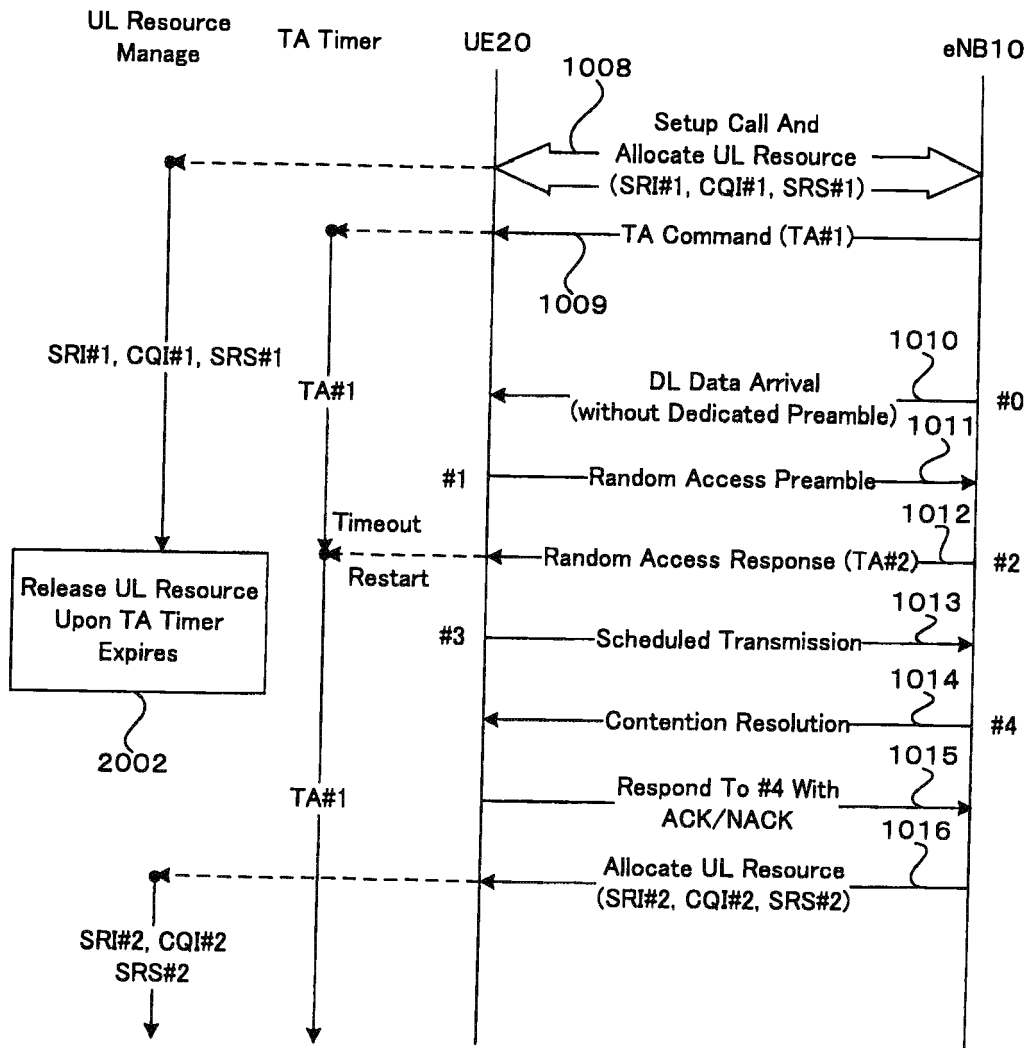 UL Resource
Manage
TA Timer
UE20
eNB10
1008
Setup Call And
Allocate UL Resource
(SRI#1, CQI#1, SRS#1)
TA Command (TA#1)
1009
SRI#1, CQI#1, SRS#1
TA#1
1010
DL Data Arrival
(without Dedicated Preamble)
#0
1011
#1
Random Access Preamble
1012
Timeout
Random Access Response (TA#2)
#2
Restart
Release UL Resource
Upon TA Timer
Expires
1013
#3
Scheduled Transmission
1014
Contention Resolution
#4
2002
1015
TA#1
Respond To #4 With
ACK/NACK
1016
Allocate UL Resource
(SRI#2, CQI#2, SRS#2)
SRI#2, CQI#2
SRS#2